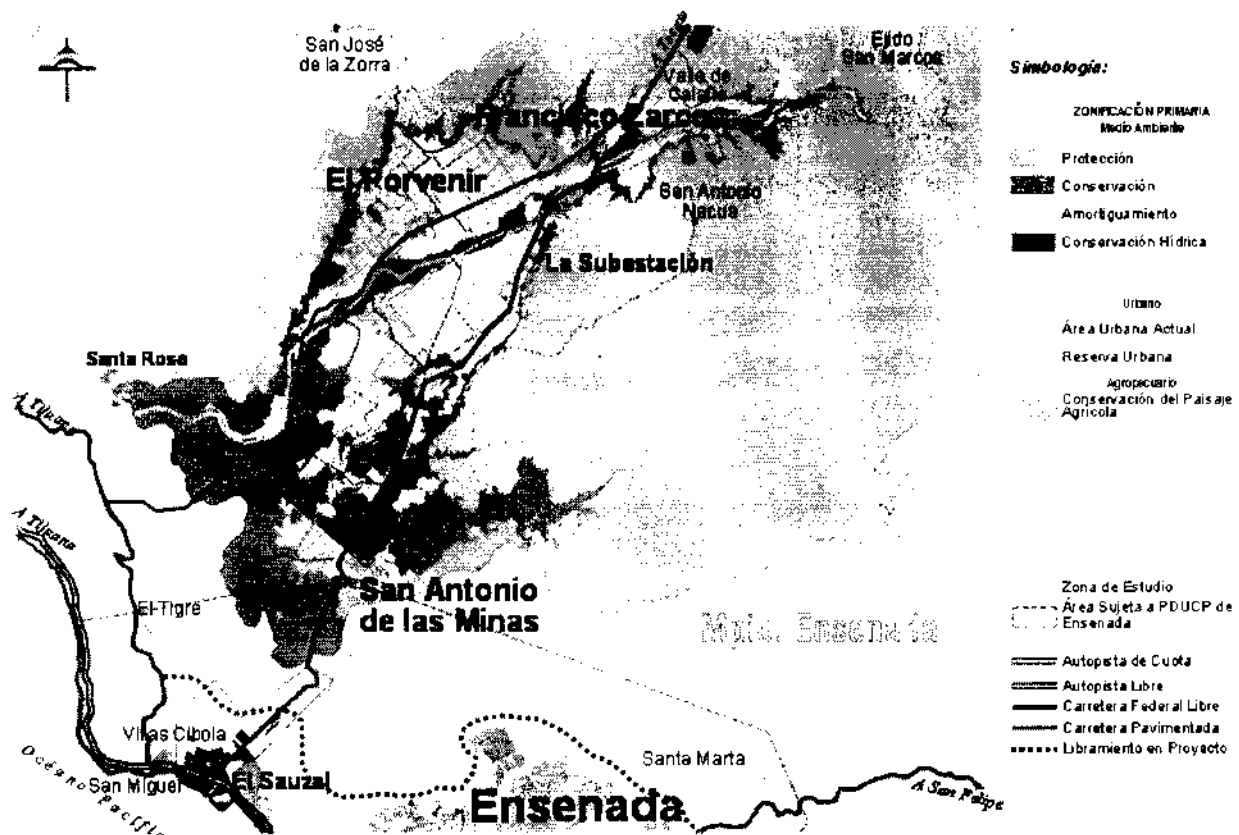 San José
de la Zorra
A Tecate
Ejido
San Marcos
Valle de
Calafia
Francisco Zarco
El Porvenir
San Antonio
Necua
La Subestación
Santa Rosa
A Tijuana
A Tijuana
El Tigre
San Antonio
de las Minas
Mpio. Ensenada
Villas Cibola
San Miguel
El Sauzal
Santa Marta
Ensenada
A San Felipe
Océano Pacífic
Simbología:
ZONIFICACIÓN PRIMARIA
Medio Ambiente
Protección
Conservación
Amortiguamiento
Conservación Hídrica
Urbano
Área Urbana Actual
Reserva Urbana
Agropecuario
Conservación del Paisaje
Agrícola
Zona de Estudio
Área Sujeta a PDUCP de
Ensenada
Autopista de Cuota
Autopista Libre
Carretera Federal Libre
Carretera Pavimentada
Libramiento en Proyecto